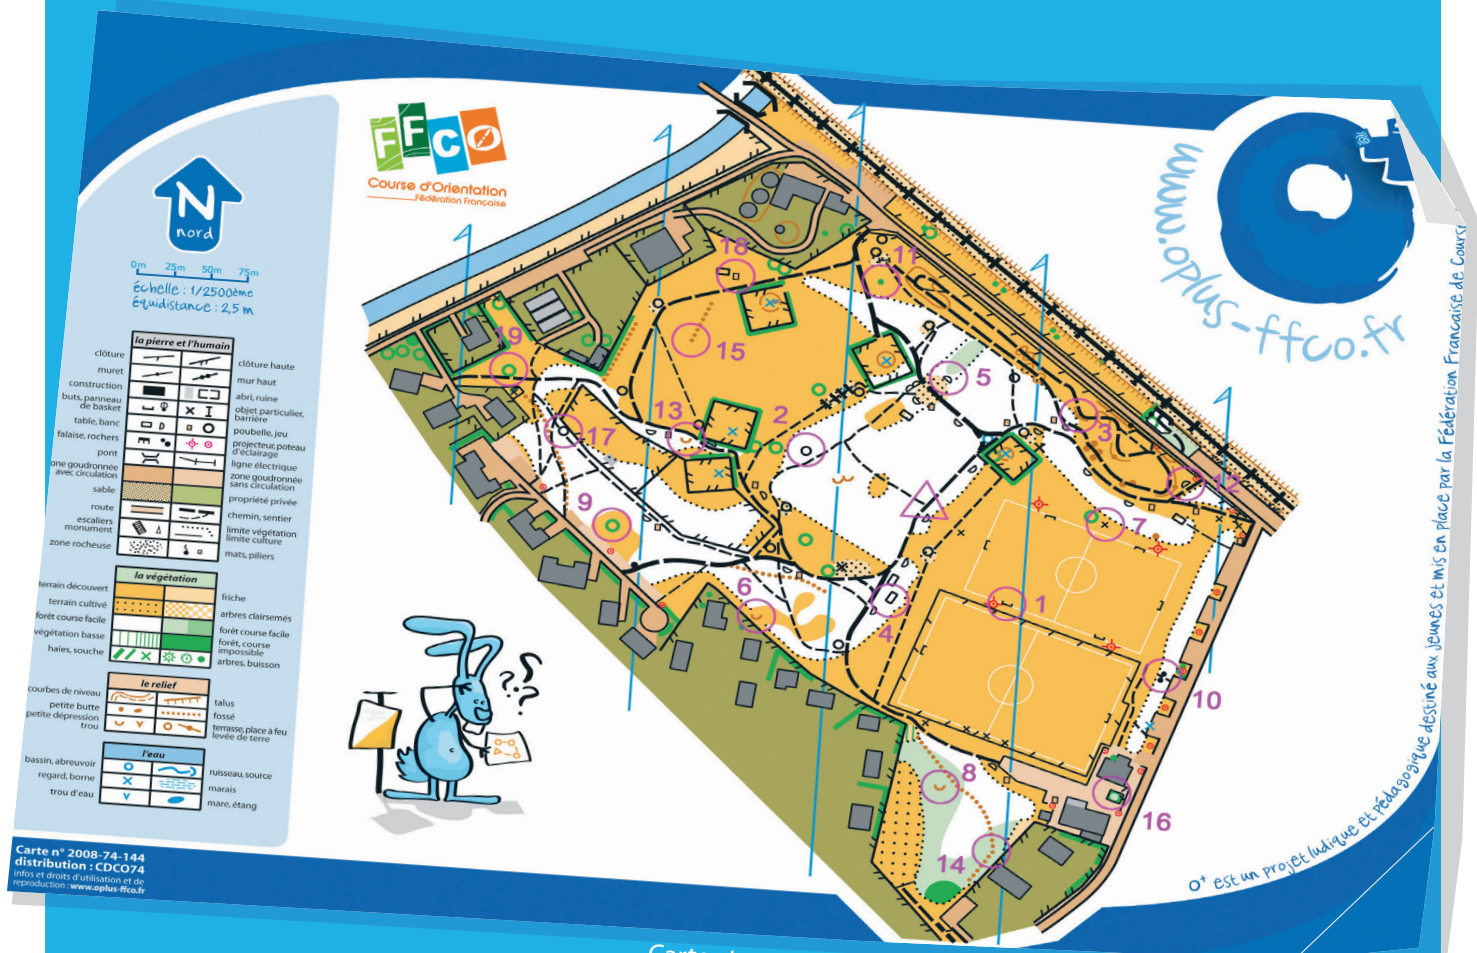 FFCO
Course d'Orientation
Fédération Française
N
nord
0m 25m 50m 75m
échelle : 1/2500ème
équidistance : 2,5 m
la pierre et l'humain
clôture
clôture haute
muret
mur haut
construction
abri, ruine
buts, panneau
de basket
objet particulier,
barrière
table, banc
poubelle, jeu
falaise, rochers
projecteur, poteau
d'éclairage
pont
ligne électrique
zone goudronnée
avec circulation
zone goudronnée
sans circulation
sable
propriété privée
route
chemin, sentier
escaliers
monument
limite végétation
limite culture
zone rocheuse
mats, piliers
la végétation
terrain découvert
friche
terrain cultivé
arbres clairsemés
forêt course facile
forêt course facile
végétation basse
forêt, course
impossible
haies, souche
arbres, buisson
le relief
courbes de niveau
talus
petite butte
fossé
petite dépression
trou
terrasse, place à feu
levée de terre
l'eau
bassin, abreuvoir
ruisseau, source
regard, borne
marais
trou d'eau
mare, étang
Carte n° 2008-74-144
distribution : CDCO74
infos et droits d'utilisation et de
reproduction : www.oplus-ffco.fr
18
11
19
15
5
13
2
3
17
12
9
7
6
1
4
10
8
16
14
???
www.oplus-ffco.fr
O+ est un projet ludique et pédagogique destiné aux jeunes et mis en place par la Fédération Française de Course